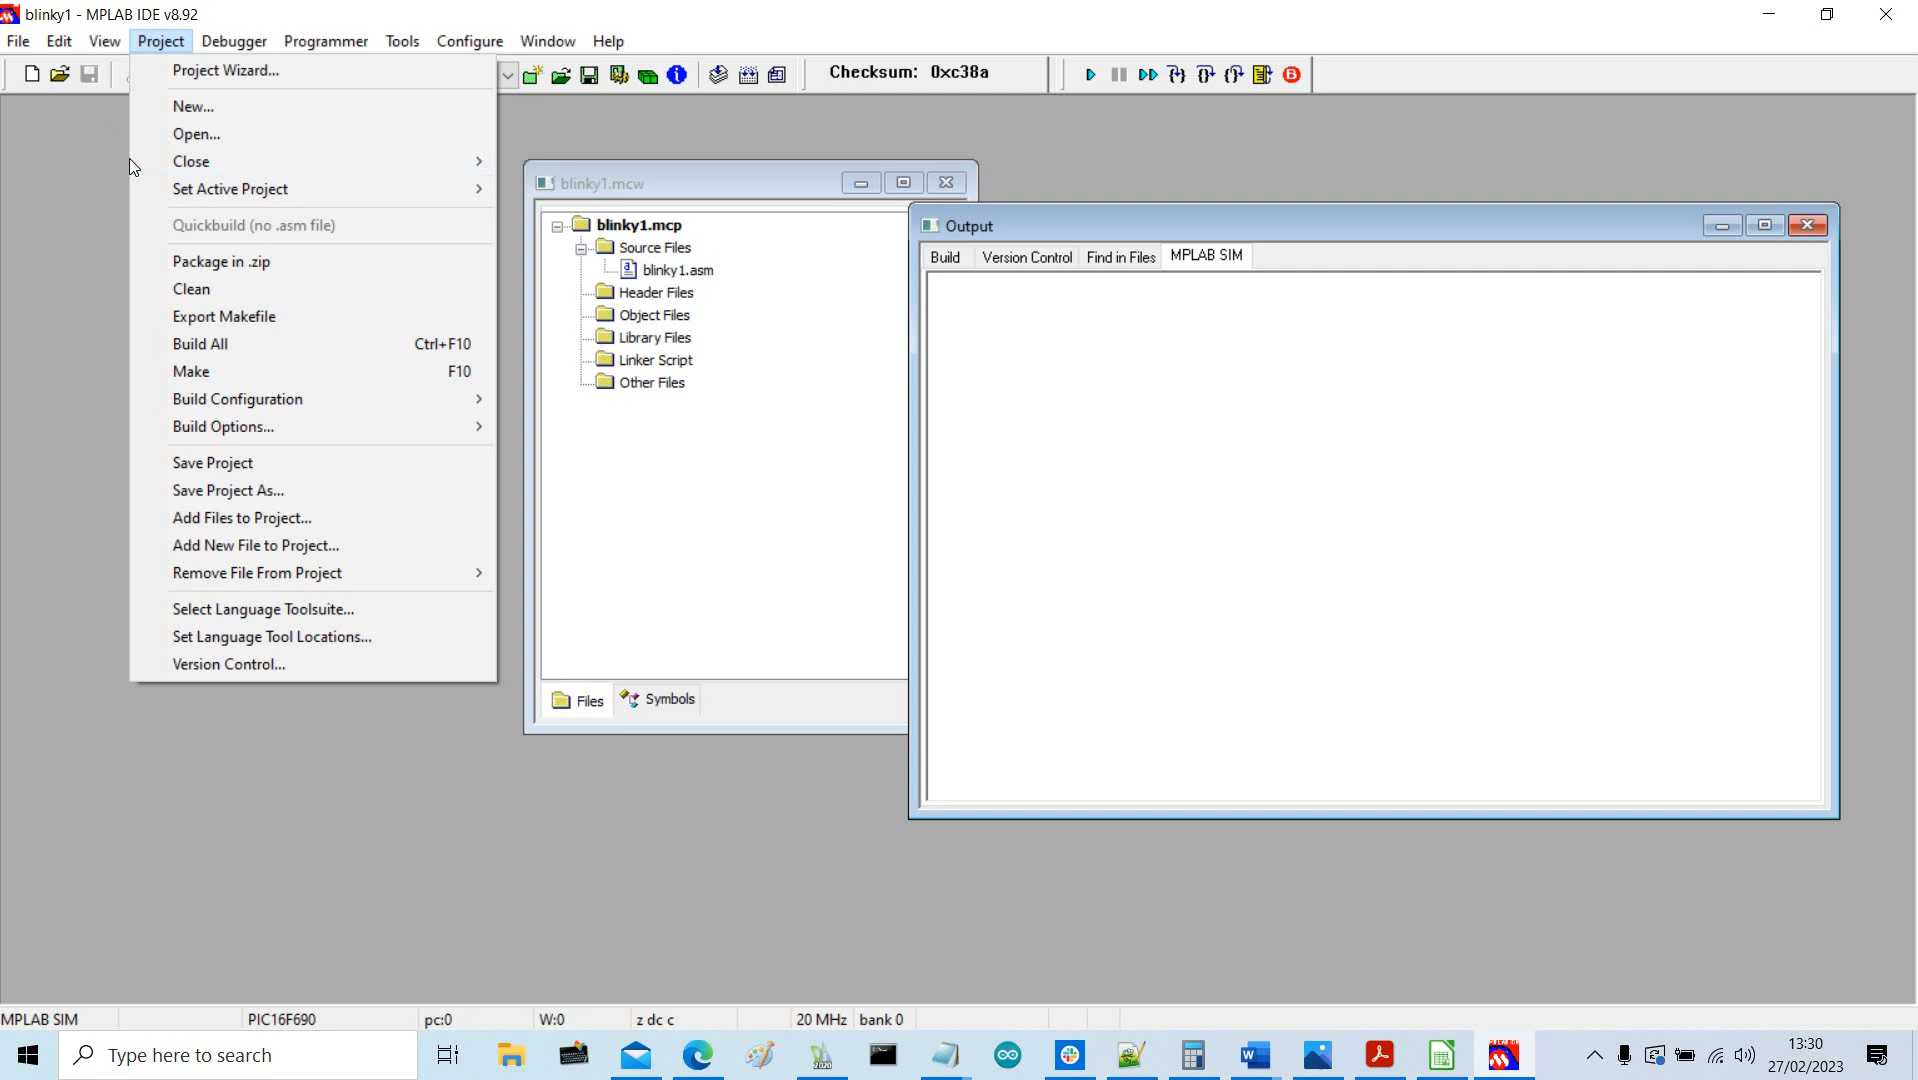 blinky1 - MPLAB IDE v8.92
File Edit View Project Debugger Programmer Tools Configure Window Help
Checksum: 0xc38a
Project Wizard...
New...
Open...
Close
Set Active Project
Quickbuild (no .asm file)
Package in .zip
Clean
Export Makefile
Build All Ctrl+F10
Make F10
Build Configuration
Build Options...
Save Project
Save Project As...
Add Files to Project...
Add New File to Project...
Remove File From Project
Select Language Toolsuite...
Set Language Tool Locations...
Version Control...
blinky1.mcw
blinky1.mcp
Source Files
blinky1.asm
Header Files
Object Files
Library Files
Linker Script
Other Files
Files Symbols
Output
Build Version Control Find in Files MPLAB SIM
MPLAB SIM PIC16F690 pc:0 W:0 z dc c 20 MHz bank 0
Type here to search
13:30
27/02/2023